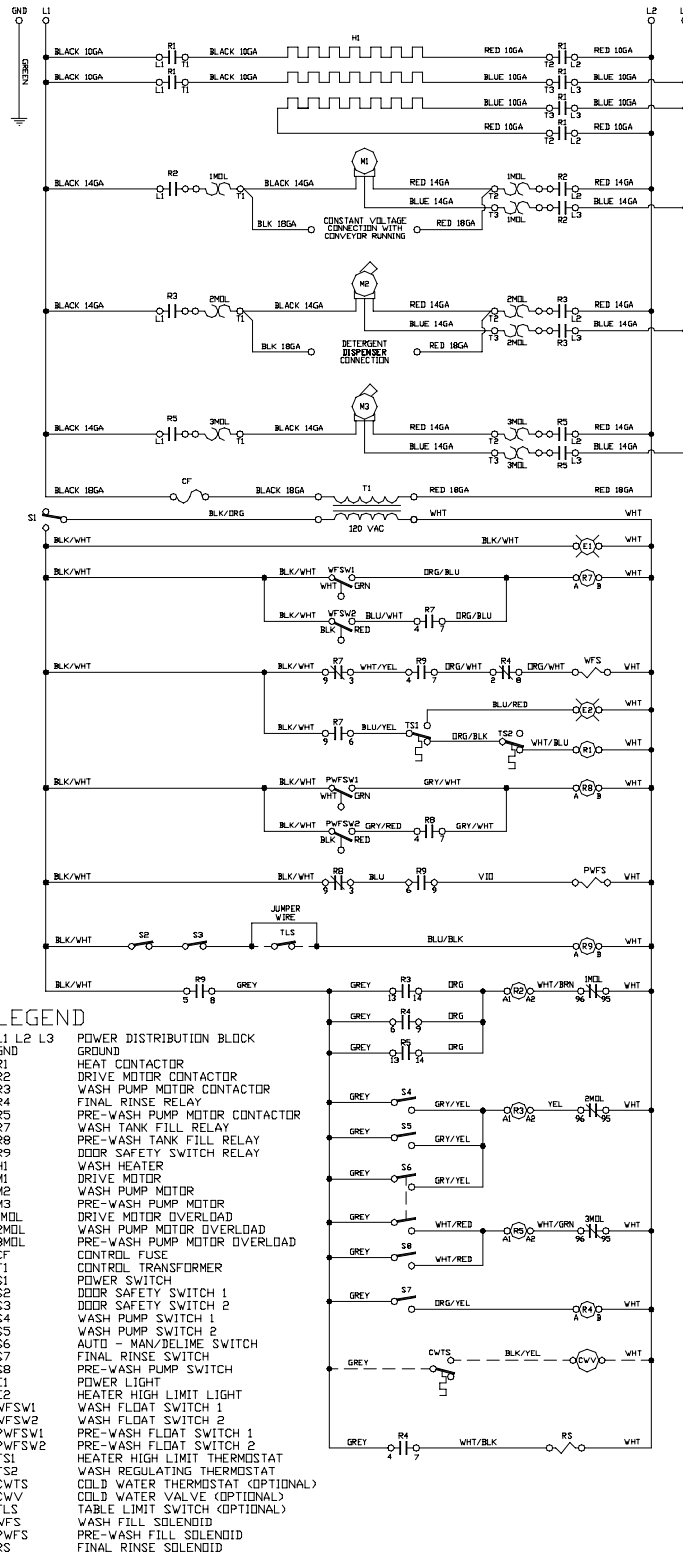 GND L1 L2 L
GREEN
BLACK 10GA R1 BLACK 10GA H1 RED 10GA R1 RED 10GA
L1 T1 T2 L2
BLACK 10GA R1 BLACK 10GA BLUE 10GA R1 BLUE 10GA
L1 T1 T3 L3
BLUE 10GA R1 BLUE 10GA
T3 L3
RED 10GA R1 RED 10GA
T2 L2
M1
BLACK 14GA R2 1MOL BLACK 14GA RED 14GA 1MOL R2 RED 14GA
L1 T1 T2 L2
BLUE 14GA BLUE 14GA
T3 1MOL R2 L3
BLK 18GA CONSTANT VOLTAGE RED 18GA
CONNECTION WITH
CONVEYOR RUNNING
M2
BLACK 14GA R3 2MOL BLACK 14GA RED 14GA 2MOL R3 RED 14GA
L1 T1 T2 L2
BLUE 14GA BLUE 14GA
T3 2MOL R3 L3
BLK 18GA DETERGENT RED 18GA
DISPENSER
CONNECTION
M3
BLACK 14GA R5 3MOL BLACK 14GA RED 14GA 3MOL R5 RED 14GA
L1 T1 T2 L2
BLUE 14GA BLUE 14GA
T3 3MOL R5 L3
BLACK 18GA CF BLACK 18GA T1 RED 18GA RED 18GA
S1 BLK/ORG WHT WHT
120 VAC
BLK/WHT BLK/WHT E1 WHT
BLK/WHT BLK/WHT WFSW1 ORG/BLU R7 WHT
WHT GRN A B
BLK/WHT WFSW2 BLU/WHT R7 ORG/BLU
BLK RED 4 7
BLK/WHT BLK/WHT R7 WHT/YEL R9 ORG/WHT R4 ORG/WHT WFS WHT
9 3 4 7 2 8
BLU/RED E2 WHT
BLK/WHT R7 BLU/YEL TS1 ORG/BLK TS2 WHT/BLU R1 WHT
9 6
BLK/WHT BLK/WHT PWFSW1 GRY/WHT R8 WHT
WHT GRN A B
BLK/WHT PWFSW2 GRY/RED R8 GRY/WHT
BLK RED 4 7
BLK/WHT BLK/WHT R8 BLU R9 VIO PWFS WHT
9 3 6 9
JUMPER
WIRE
BLK/WHT S2 S3 TLS BLU/BLK R9 WHT
A B
BLK/WHT R9 GREY GREY R3 ORG R2 WHT/BRN 1MOL WHT
5 8 13 14 A1 A2 96 95
GREY R4 ORG
6 9
GREY R5 ORG
13 14
GREY S4 GRY/YEL R3 YEL 2MOL WHT
A1 A2 96 95
GREY S5 GRY/YEL
GREY S6 GRY/YEL
GREY WHT/RED R5 WHT/GRN 3MOL WHT
A1 A2 96 95
GREY S8 WHT/RED
GREY S7 ORG/YEL R4 WHT
A B
GREY CWTS BLK/YEL CWV WHT
GREY R4 WHT/BLK RS WHT
4 7
LEGEND
L1 L2 L3 POWER DISTRIBUTION BLOCK
GND GROUND
R1 HEAT CONTACTOR
R2 DRIVE MOTOR CONTACTOR
R3 WASH PUMP MOTOR CONTACTOR
R4 FINAL RINSE RELAY
R5 PRE-WASH PUMP MOTOR CONTACTOR
R7 WASH TANK FILL RELAY
R8 PRE-WASH TANK FILL RELAY
R9 DOOR SAFETY SWITCH RELAY
H1 WASH HEATER
M1 DRIVE MOTOR
M2 WASH PUMP MOTOR
M3 PRE-WASH PUMP MOTOR
1MOL DRIVE MOTOR OVERLOAD
2MOL WASH PUMP MOTOR OVERLOAD
3MOL PRE-WASH PUMP MOTOR OVERLOAD
CF CONTROL FUSE
T1 CONTROL TRANSFORMER
S1 POWER SWITCH
S2 DOOR SAFETY SWITCH 1
S3 DOOR SAFETY SWITCH 2
S4 WASH PUMP SWITCH 1
S5 WASH PUMP SWITCH 2
S6 AUTO - MAN/DELIME SWITCH
S7 FINAL RINSE SWITCH
S8 PRE-WASH PUMP SWITCH
E1 POWER LIGHT
E2 HEATER HIGH LIMIT LIGHT
WFSW1 WASH FLOAT SWITCH 1
WFSW2 WASH FLOAT SWITCH 2
PWFSW1 PRE-WASH FLOAT SWITCH 1
PWFSW2 PRE-WASH FLOAT SWITCH 2
TS1 HEATER HIGH LIMIT THERMOSTAT
TS2 WASH REGULATING THERMOSTAT
CWTS COLD WATER THERMOSTAT (OPTIONAL)
CWV COLD WATER VALVE (OPTIONAL)
TLS TABLE LIMIT SWITCH (OPTIONAL)
WFS WASH FILL SOLENOID
PWFS PRE-WASH FILL SOLENOID
RS FINAL RINSE SOLENOID